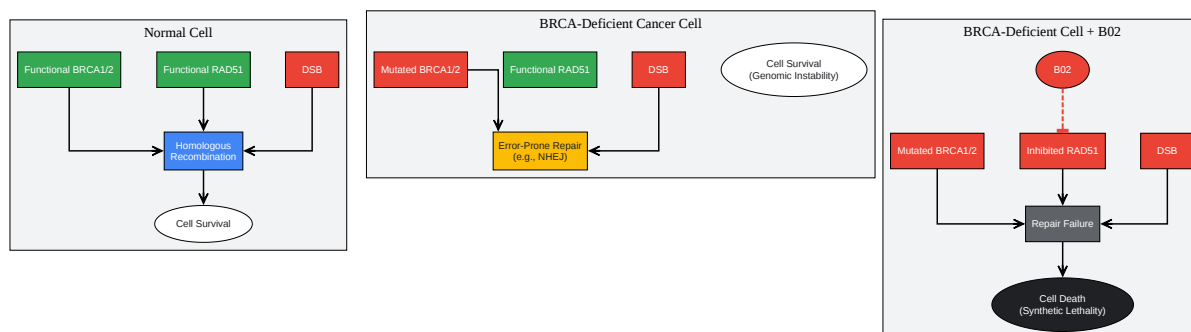 Normal Cell
Functional BRCA1/2
Functional RAD51
DSB
Homologous
Recombination
Cell Survival
BRCA-Deficient Cancer Cell
Mutated BRCA1/2
Functional RAD51
DSB
Cell Survival
(Genomic Instability)
Error-Prone Repair
(e.g., NHEJ)
BRCA-Deficient Cell + B02
B02
Mutated BRCA1/2
Inhibited RAD51
DSB
Repair Failure
Cell Death
(Synthetic Lethality)